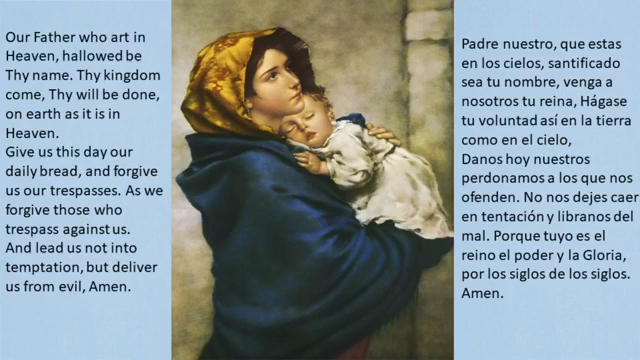 Our Father who art in
Heaven, hallowed be
Thy name. Thy kingdom
come, Thy will be done,
on earth as it is in
Heaven.
Give us this day our
daily bread, and forgive
us our trespasses. As we
forgive those who
trespass against us.
And lead us not into
temptation, but deliver
us from evil, Amen.
Padre nuestro, que estas
en los cielos, santificado
sea tu nombre, venga a
nosotros tu reina, Hágase
tu voluntad así en la tierra
como en el cielo,
Danos hoy nuestros
perdonamos a los que nos
ofenden. No nos dejes caer
en tentación y libranos del
mal. Porque tuyo es el
reino el poder y la Gloria,
por los siglos de los siglos.
Amen.